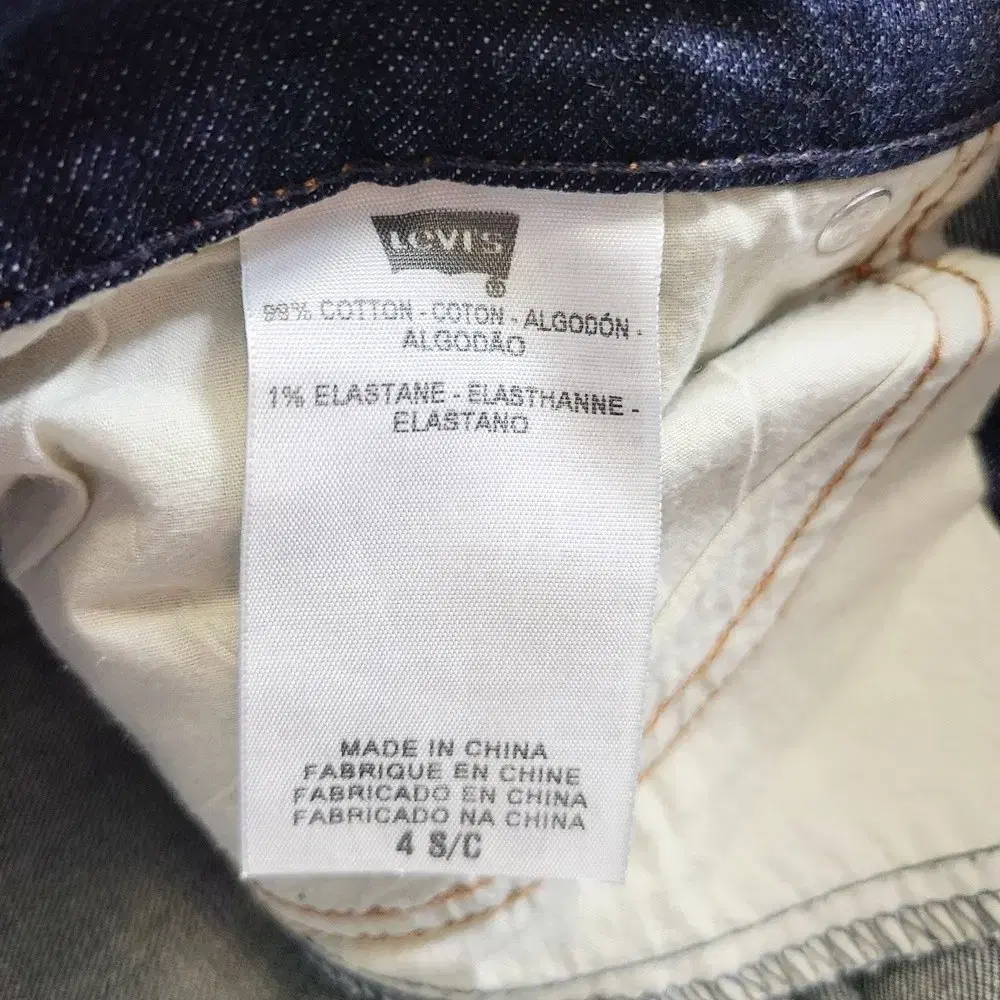 LEVI'S
®
99% COTTON - COTON - ALGODÓN -
ALGODÃO
1% ELASTANE - ELASTHANNE -
ELASTANO
MADE IN CHINA
FABRIQUE EN CHINE
FABRICADO EN CHINA
FABRICADO NA CHINA
4 S/C